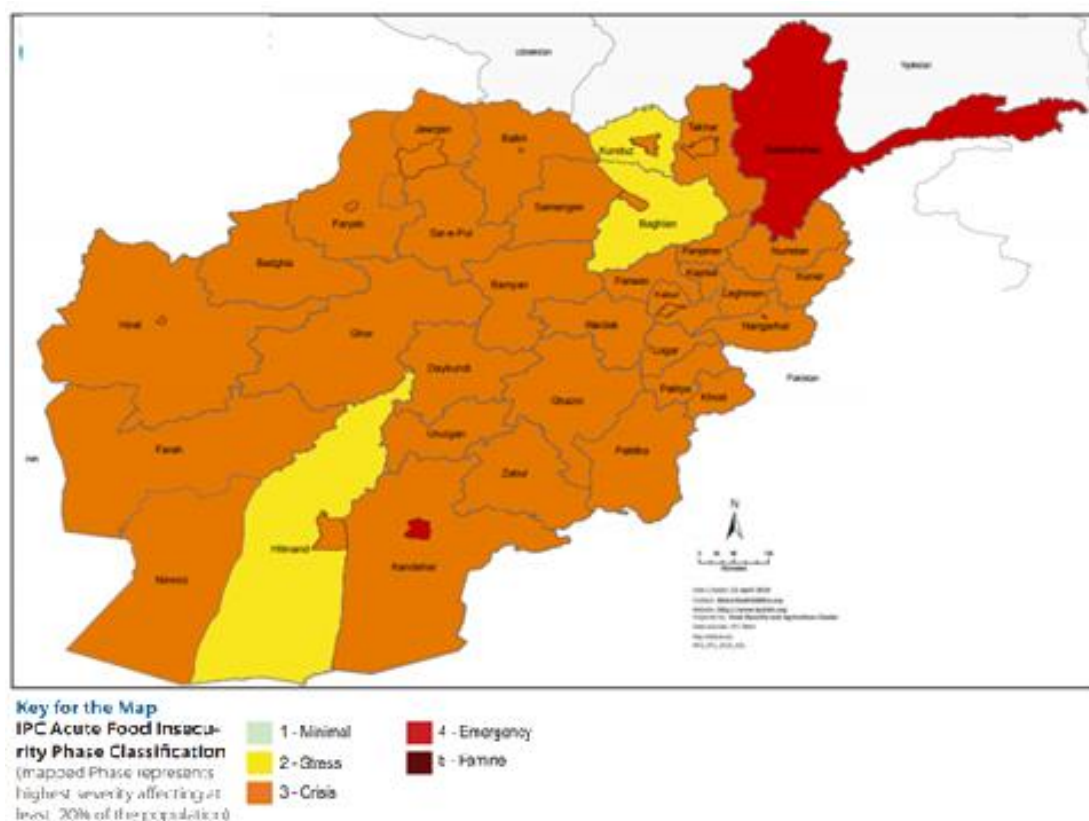 Uzbekistan
Tajikistan
Jawzjan
Balkh
Kunduz
Takhar
Badakhshan
Faryab
Sar-e-Pul
Samangan
Baghlan
Badghis
Bamyan
Parwan
Panjsher
Kapisa
Nuristan
Kunar
Laghman
Kabul
Nangarhar
Hirat
Ghor
Wardak
Logar
Daykundi
Ghazni
Paktya
Khost
Pakistan
Farah
Uruzgan
Paktika
Zabul
Iran
Hilmand
Kandahar
Nimroz
N
Key for the Map
IPC Acute Food Insecu-
rity Phase Classification
(mapped Phase represents
highest severity affecting at
least 20% of the population)
1 - Minimal
2 - Stress
3 - Crisis
4 - Emergency
5 - Famine